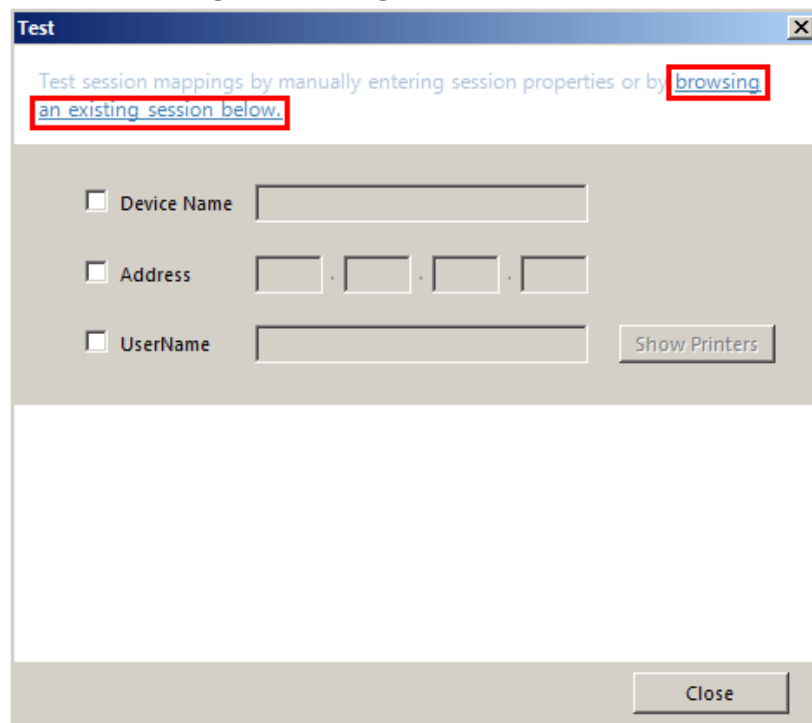 Test
Test session mappings by manually entering session properties or by browsing
an existing session below.
Device Name
Address
. . .
UserName
Show Printers
Close